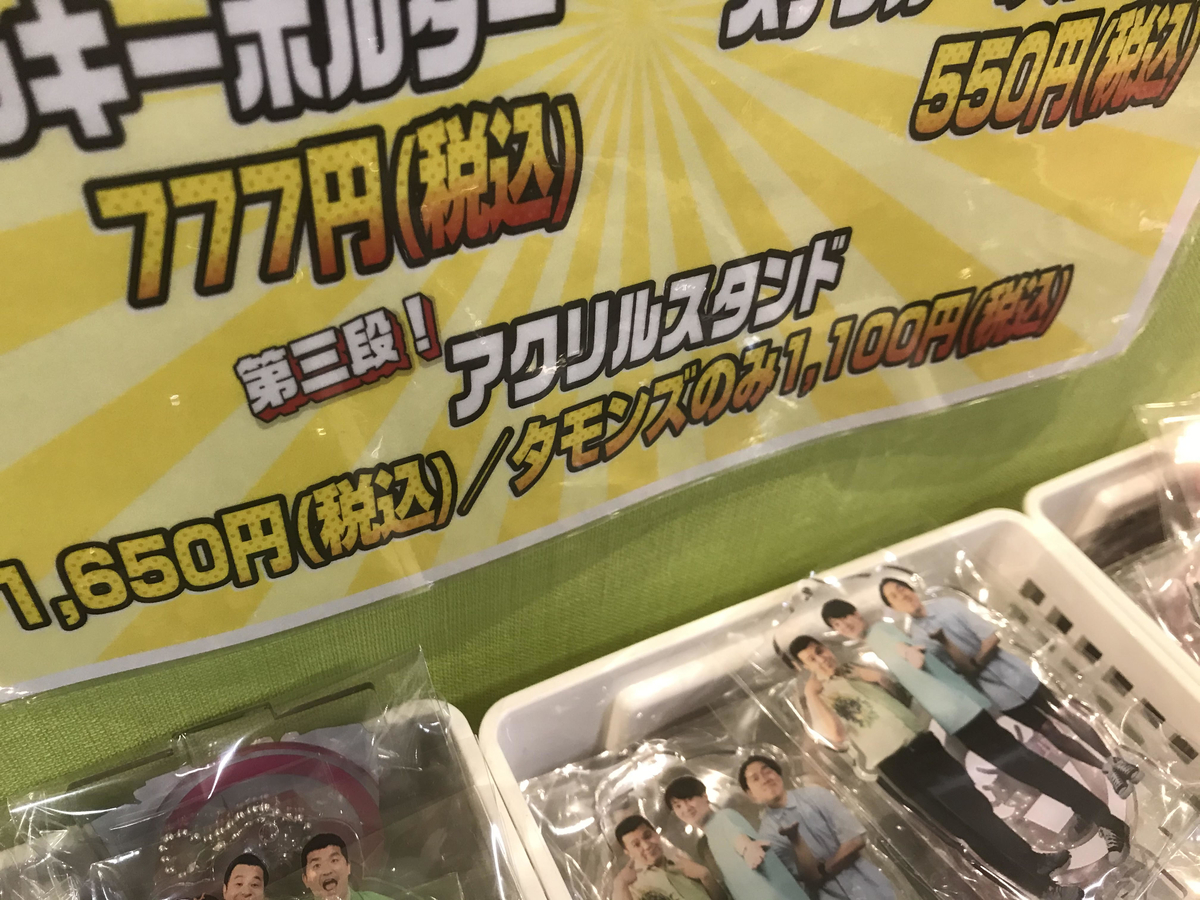 キーホルダー
777円(税込)
550円(税込)
第三段!
アクリルスタンド
1,650円(税込)/タモンズのみ1,100円(税込)